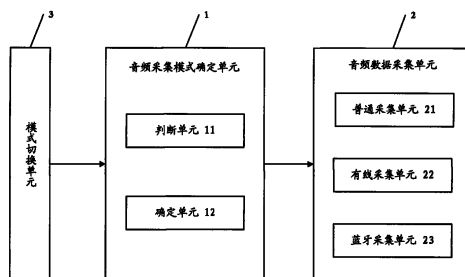 3
1
2
模式切换单元
音频采集模式确定单元
判断单元 11
确定单元 12
音频数据采集单元
普通采集单元 21
有线采集单元 22
蓝牙采集单元 23